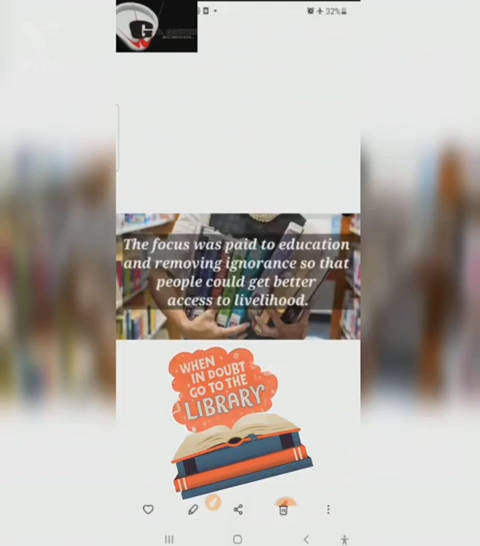 32%
The focus was paid to education
and removing ignorance so that
people could get better
access to livelihood.
WHEN
IN DOUBT
GO TO THE
LIBRARY